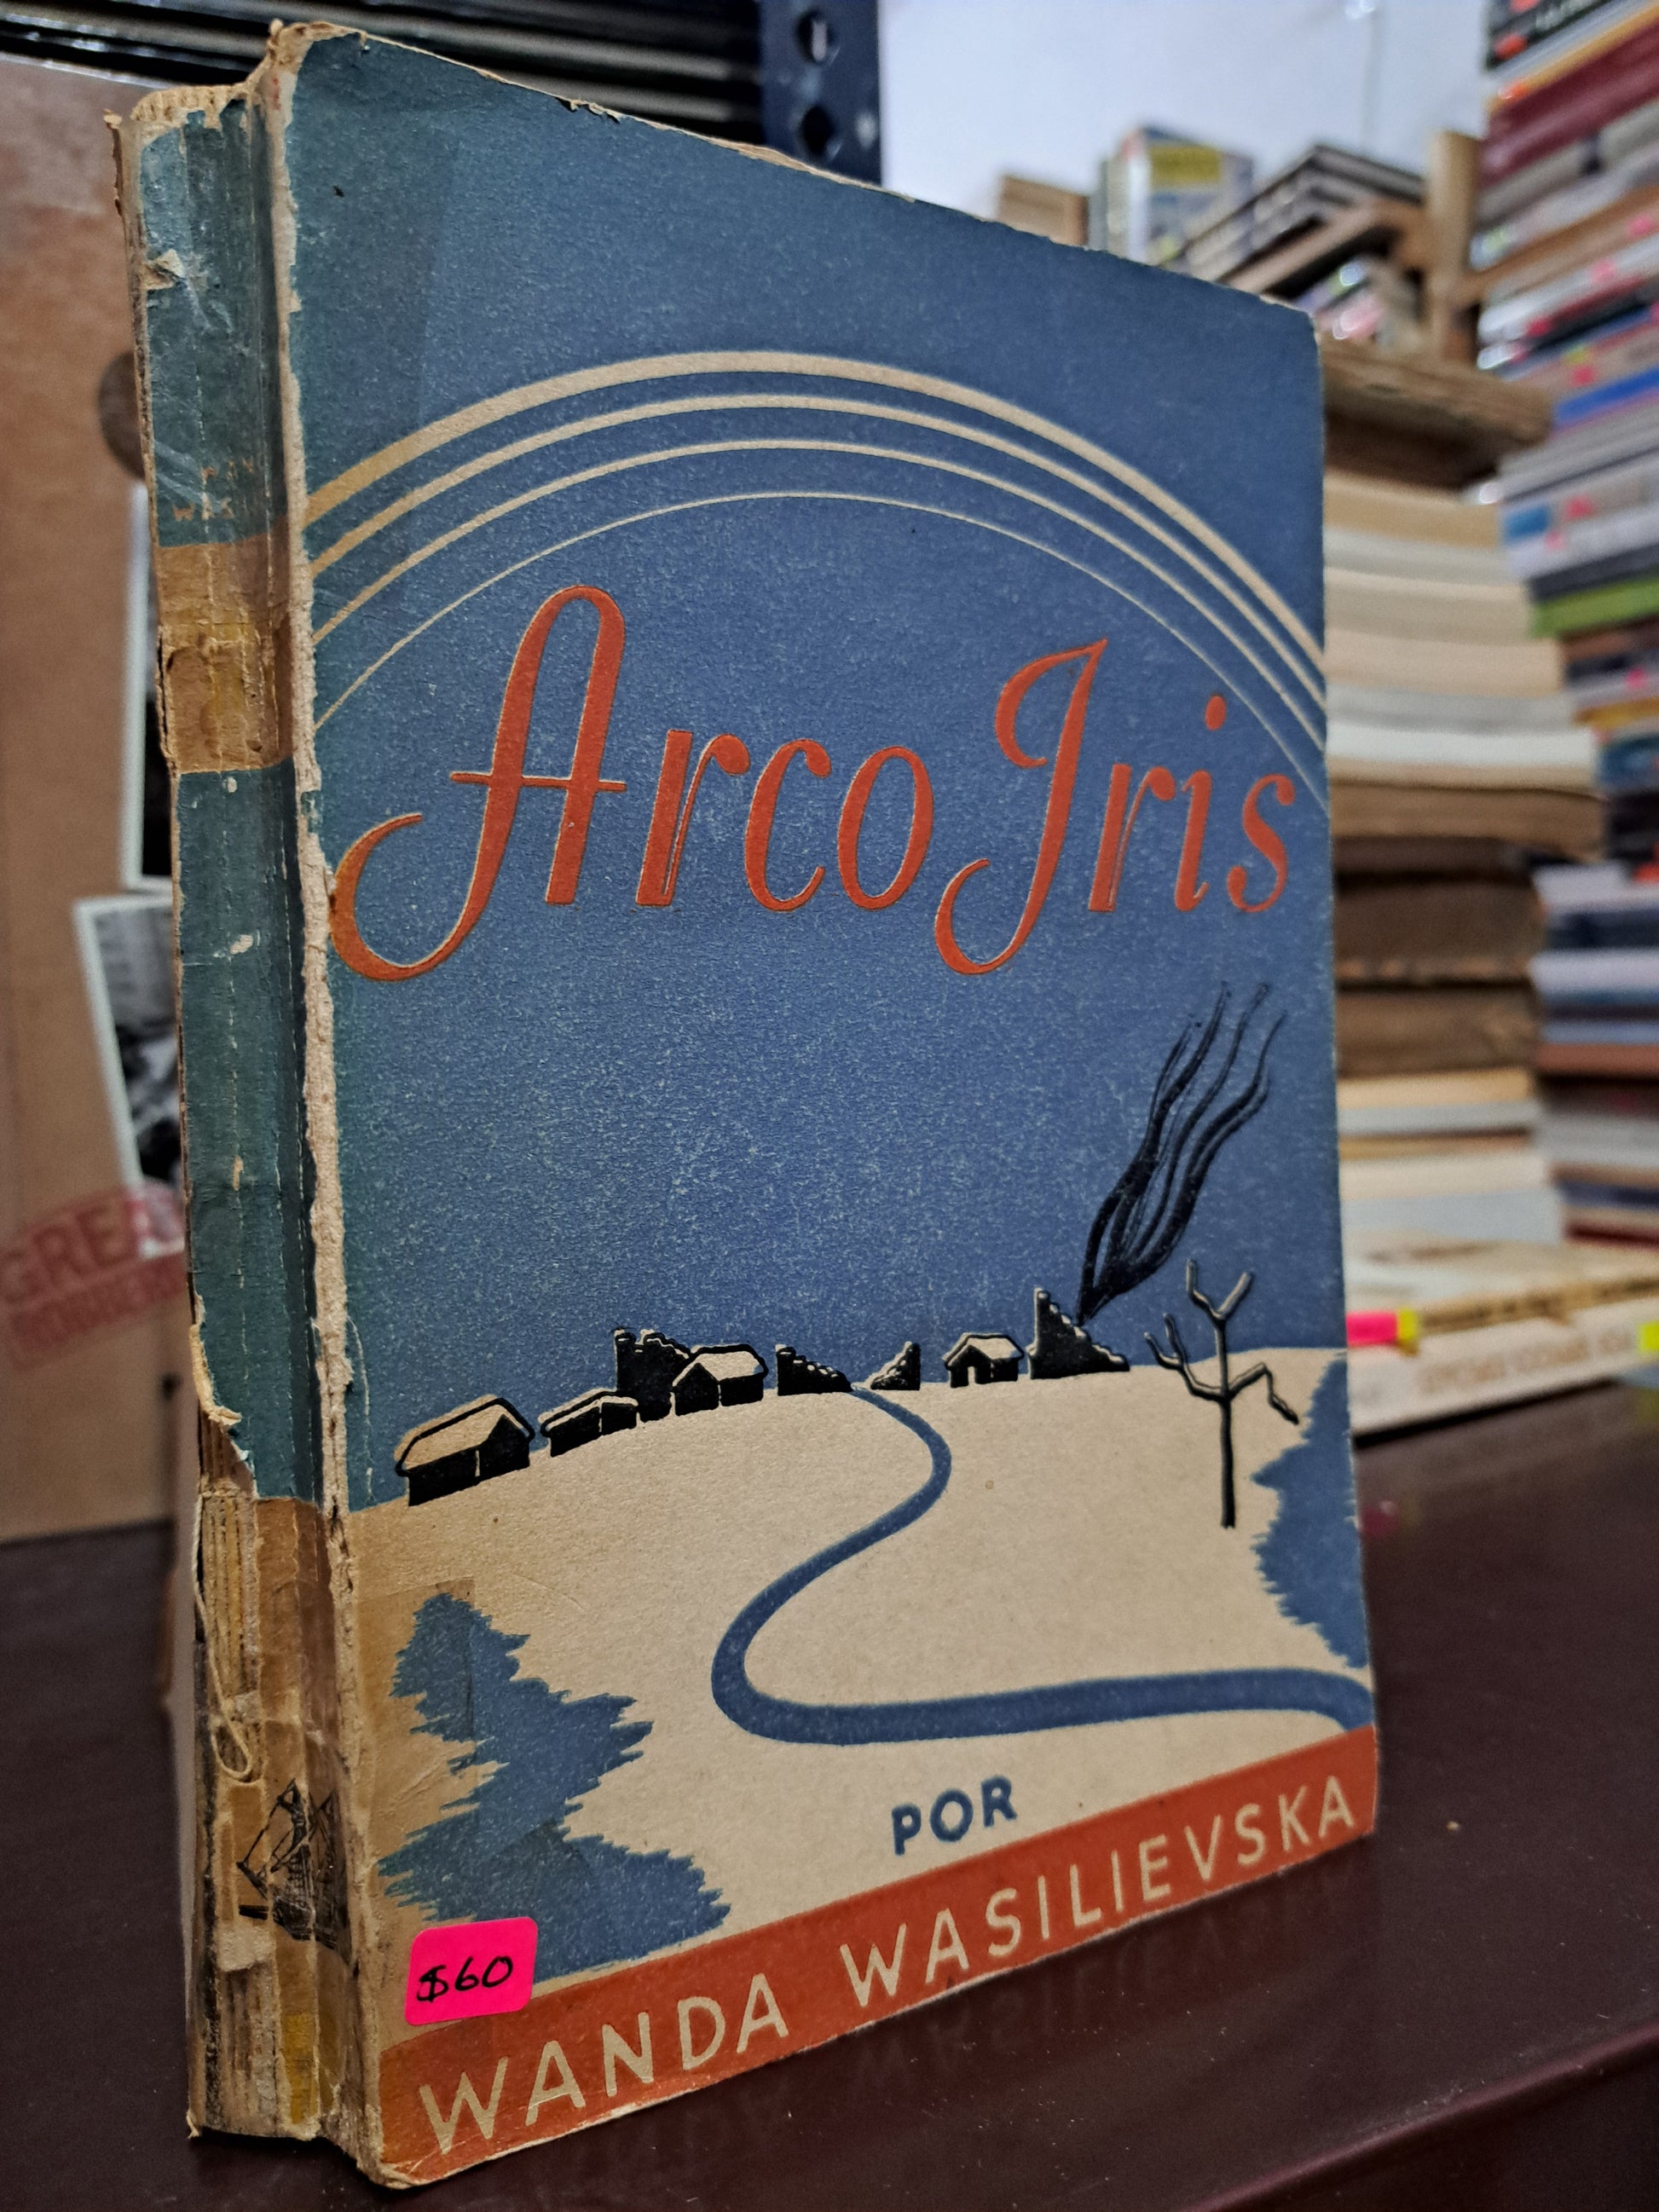 Arco Iris
POR
WANDA WASILIEVSKA
$60